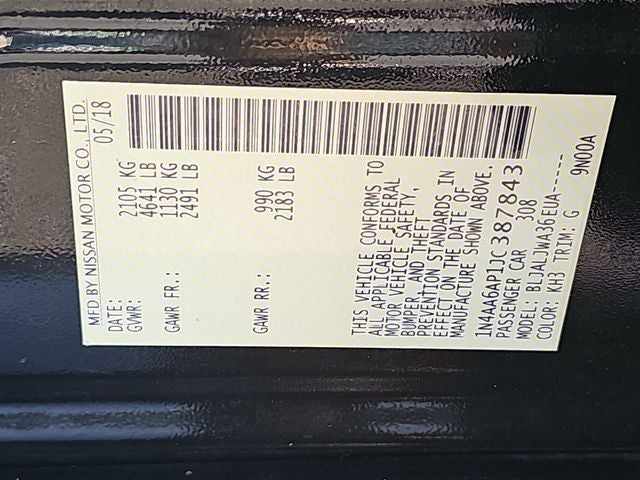 MFD BY NISSAN MOTOR CO., LTD.
DATE: 05/18
GVWR: 2105 KG
4641 LB
GAWR FR.: 1130 KG
2491 LB
GAWR RR.: 990 KG
2183 LB
THIS VEHICLE CONFORMS TO
ALL APPLICABLE FEDERAL
MOTOR VEHICLE SAFETY,
BUMPER, AND THEFT
PREVENTION STANDARDS IN
EFFECT ON THE DATE OF
MANUFACTURE SHOWN ABOVE.
1N4AA6AP1JC387843
PASSENGER CAR 308
MODEL: BLJALJWA36EUA------
COLOR: KH3 TRIM: G 9N00A